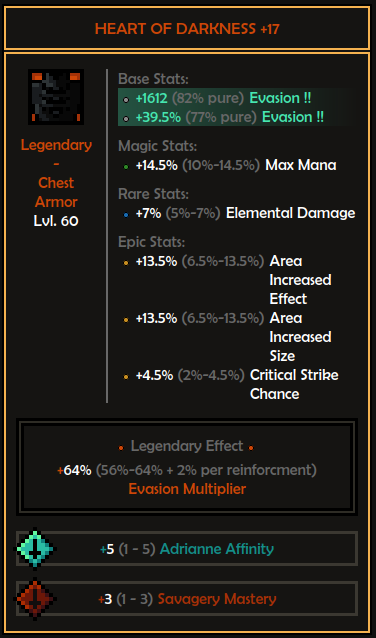 HEART OF DARKNESS +17
Legendary
-
Chest
Armor
Lvl. 60
Base Stats:
+1612 (82% pure) Evasion !!
+39.5% (77% pure) Evasion !!
Magic Stats:
+14.5% (10%-14.5%) Max Mana
Rare Stats:
+7% (5%-7%) Elemental Damage
Epic Stats:
+13.5% (6.5%-13.5%) Area
Increased
Effect
+13.5% (6.5%-13.5%) Area
Increased
Size
+4.5% (2%-4.5%) Critical Strike
Chance
Legendary Effect
+64% (56%-64% + 2% per reinforcment)
Evasion Multiplier
+5 (1 - 5) Adrianne Affinity
+3 (1 - 3) Savagery Mastery